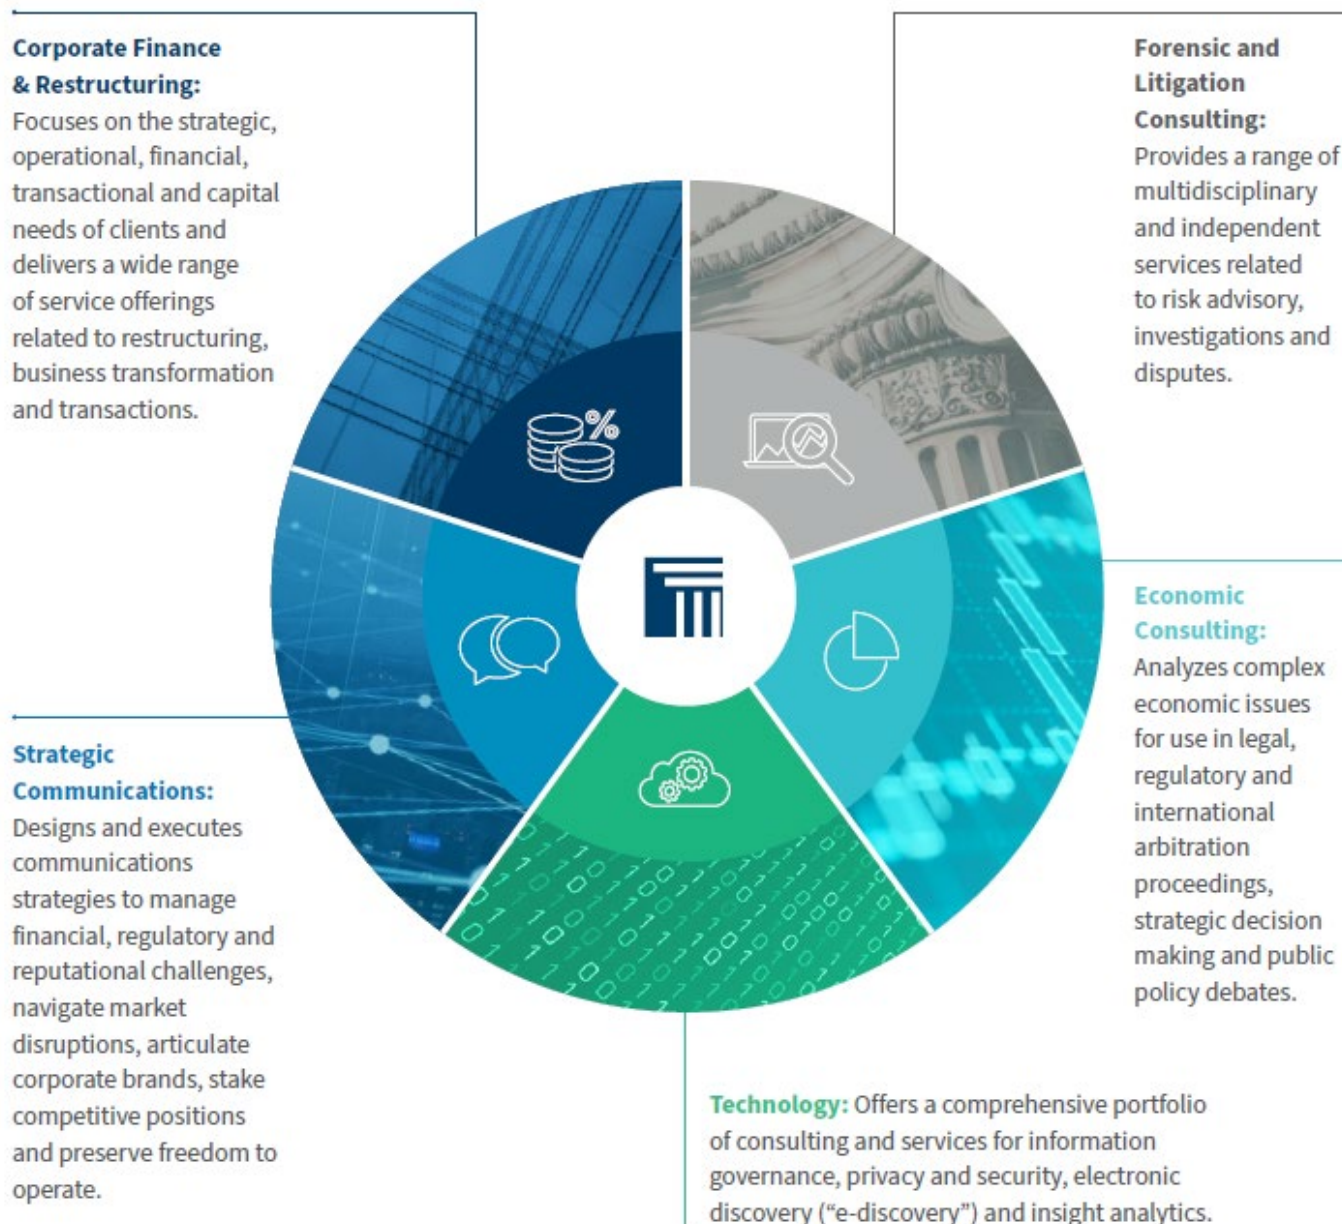 Corporate Finance
& Restructuring:
Focuses on the strategic,
operational, financial,
transactional and capital
needs of clients and
delivers a wide range
of service offerings
related to restructuring,
business transformation
and transactions.
Forensic and
Litigation
Consulting:
Provides a range of
multidisciplinary
and independent
services related
to risk advisory,
investigations and
disputes.
Economic
Consulting:
Analyzes complex
economic issues
for use in legal,
regulatory and
international
arbitration
proceedings,
strategic decision
making and public
policy debates.
Strategic
Communications:
Designs and executes
communications
strategies to manage
financial, regulatory and
reputational challenges,
navigate market
disruptions, articulate
corporate brands, stake
competitive positions
and preserve freedom to
operate.
Technology: Offers a comprehensive portfolio
of consulting and services for information
governance, privacy and security, electronic
discovery (“e-discovery”) and insight analytics.
%